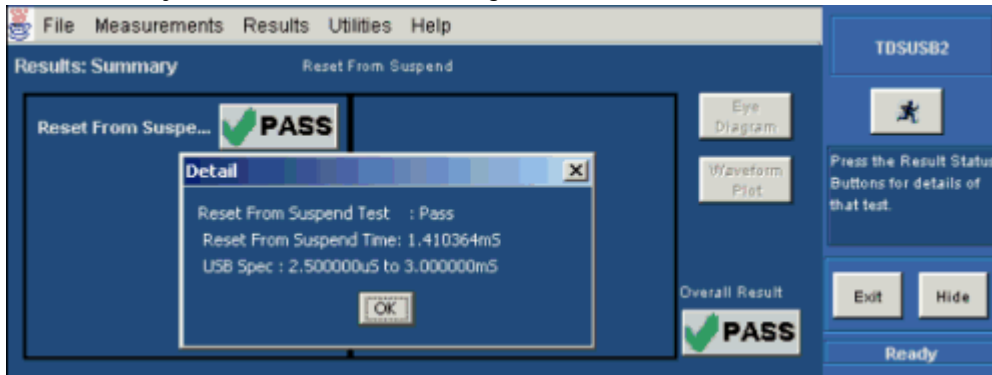 File Measurements Results Utilities Help
TDSUSB2
Results: Summary Reset From Suspend
Reset From Suspe... PASS
Eye Diagram
Waveform Plot
Press the Result Status
Buttons for details of
that test.
Detail
Reset From Suspend Test : Pass
Reset From Suspend Time: 1.410364mS
USB Spec : 2.500000uS to 3.000000mS
OK
Overall Result
PASS
Exit Hide
Ready